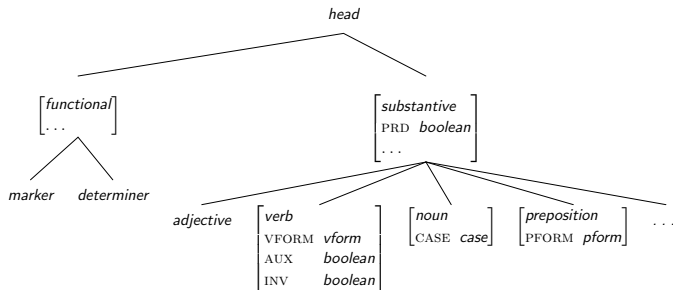 head
functional
...
substantive
PRD boolean
...
marker determiner
adjective
verb
VFORM vform
AUX boolean
INV boolean
noun
CASE case
preposition
PFORM pform
...